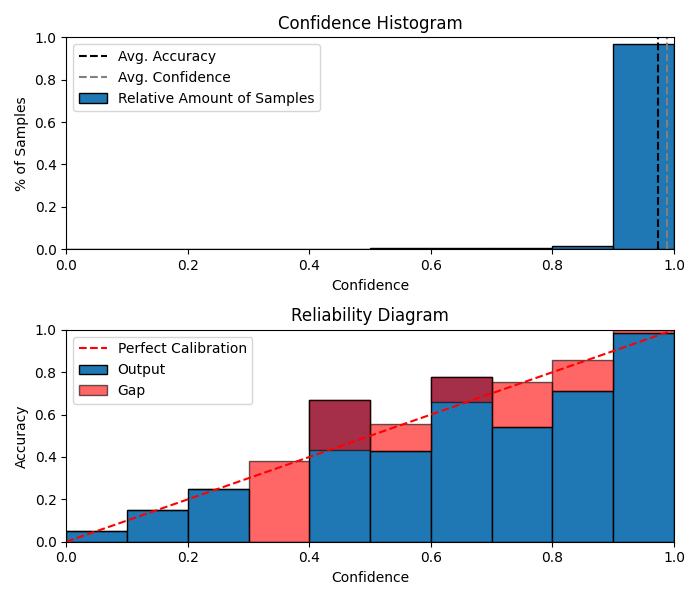 Confidence Histogram
1.0
0.8
0.6
0.4
0.2
0.0
% of Samples
Avg. Accuracy
Avg. Confidence
Relative Amount of Samples
0.0 0.2 0.4 0.6 0.8 1.0
Confidence
Reliability Diagram
1.0
0.8
0.6
0.4
0.2
0.0
Accuracy
Perfect Calibration
Output
Gap
0.0 0.2 0.4 0.6 0.8 1.0
Confidence